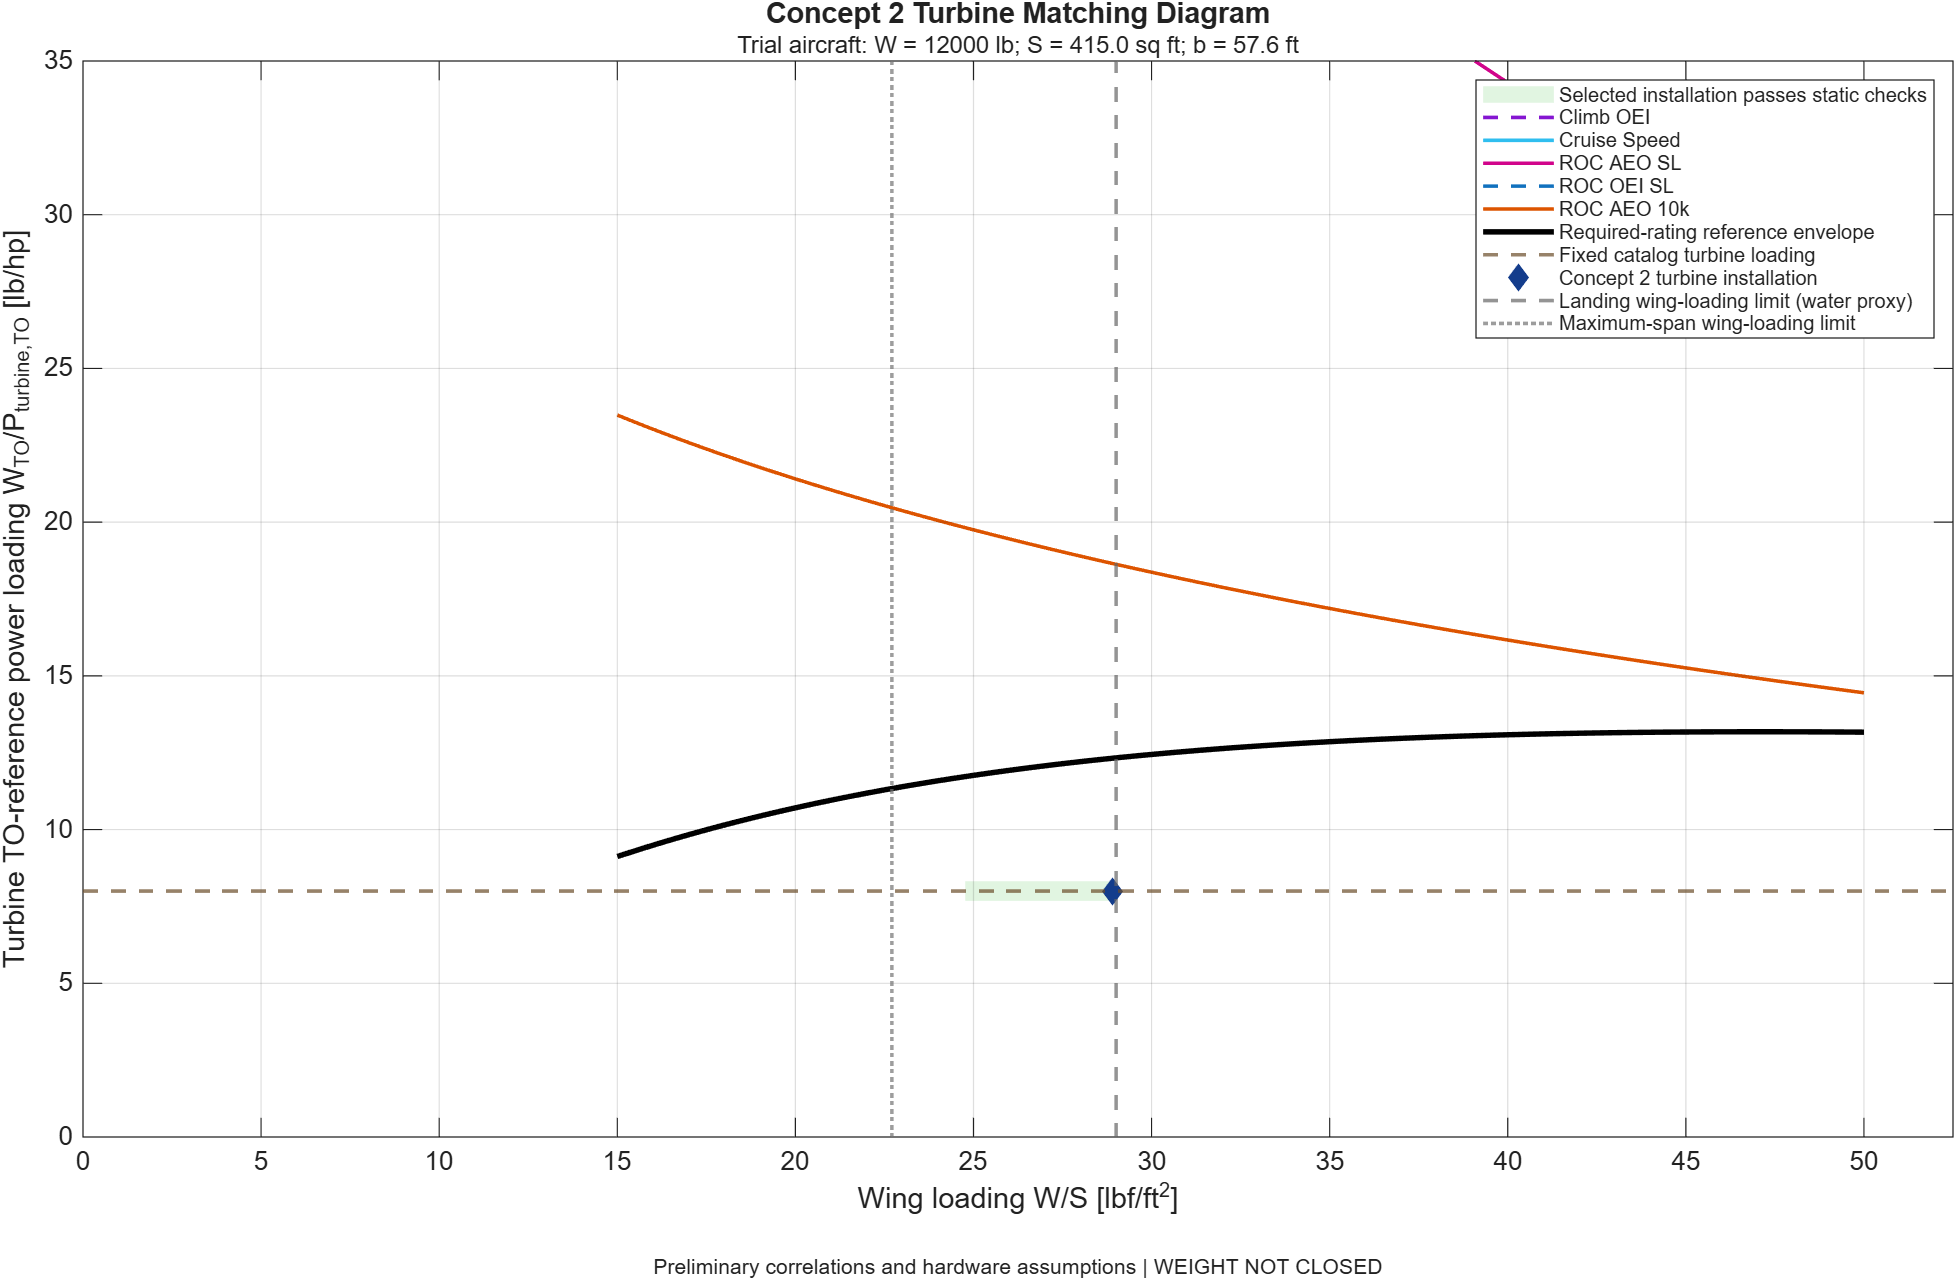 Concept 2 Turbine Matching Diagram
Trial aircraft: W = 12000 lb; S = 415.0 sq ft; b = 57.6 ft
35
30
25
20
15
10
5
0
Turbine TO-reference power loading W_TO/P_turbine,TO [lb/hp]
Selected installation passes static checks
Climb OEI
Cruise Speed
ROC AEO SL
ROC OEI SL
ROC AEO 10k
Required-rating reference envelope
Fixed catalog turbine loading
Concept 2 turbine installation
Landing wing-loading limit (water proxy)
Maximum-span wing-loading limit
0 5 10 15 20 25 30 35 40 45 50
Wing loading W/S [lbf/ft²]
Preliminary correlations and hardware assumptions | WEIGHT NOT CLOSED